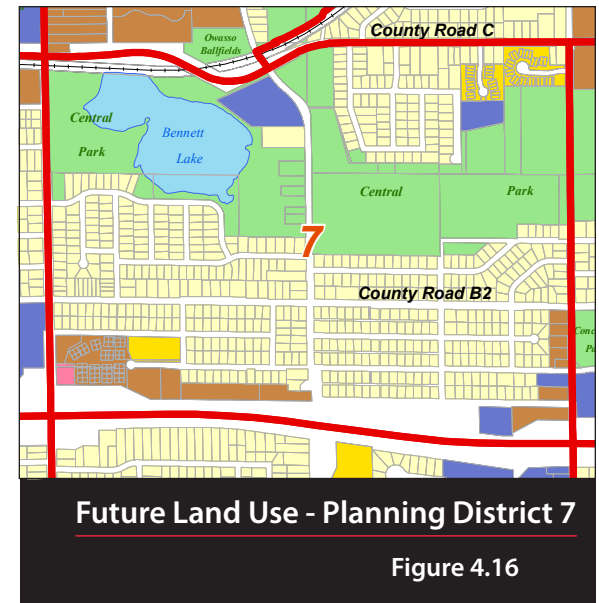 Owasso
Ballfields
County Road C
Central
Park
Bennett
Lake
Central
Park
7
County Road B2
Future Land Use - Planning District 7
Figure 4.16